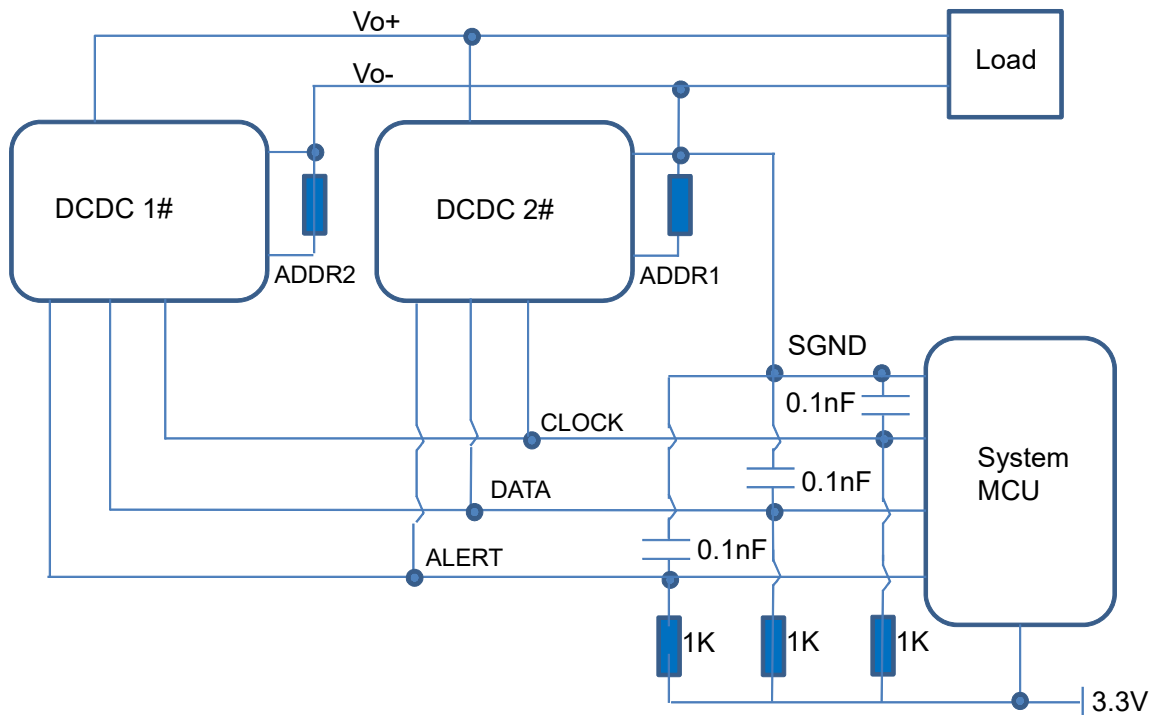 Vo+
Load
Vo-
DCDC 1#
DCDC 2#
ADDR2
ADDR1
SGND
0.1nF
CLOCK
System
MCU
0.1nF
DATA
0.1nF
ALERT
1K
1K
1K
3.3V